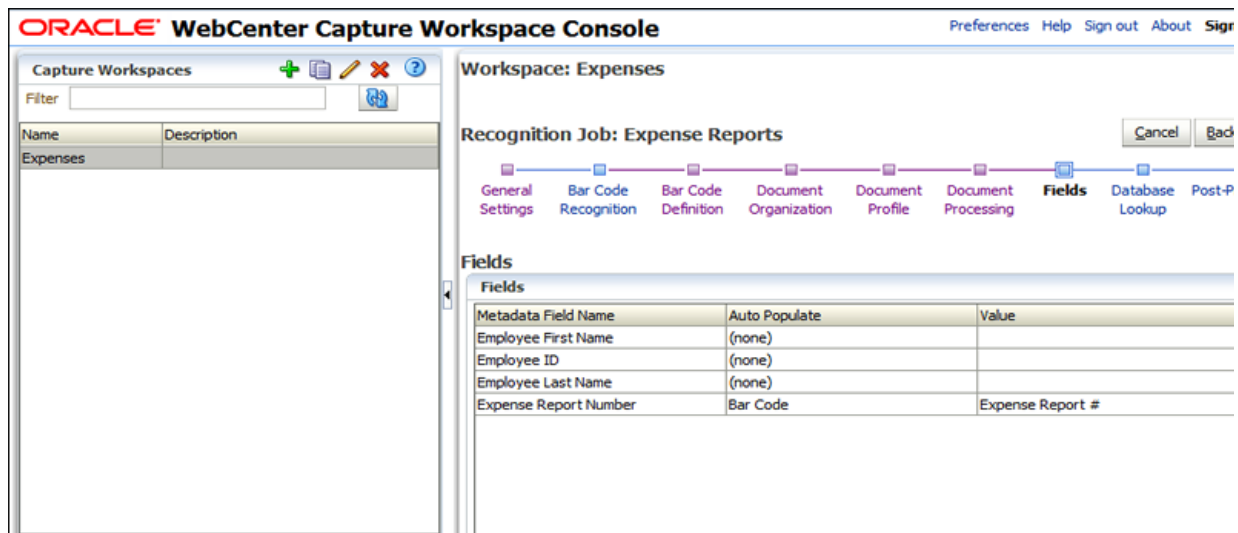 ORACLE WebCenter Capture Workspace Console
Preferences Help Sign out About
Capture Workspaces
Filter
Name Description
Expenses
Workspace: Expenses
Recognition Job: Expense Reports
Cancel Back
General Settings
Bar Code Recognition
Bar Code Definition
Document Organization
Document Profile
Document Processing
Fields
Database Lookup
Fields
Fields
Metadata Field Name Auto Populate Value
Employee First Name (none)
Employee ID (none)
Employee Last Name (none)
Expense Report Number Bar Code Expense Report #